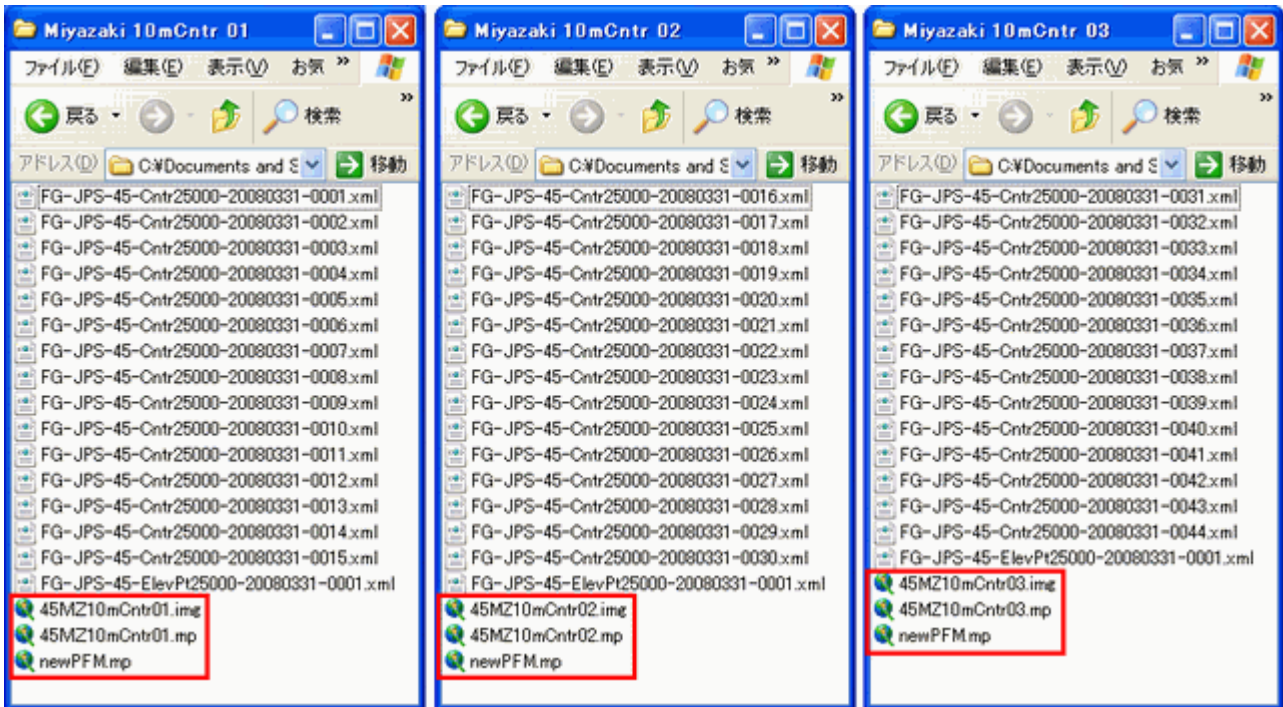 Miyazaki 10mCntr 01
ファイル(F) 編集(E) 表示(V) お気 »
戻る 検索 »
アドレス(D) C:¥Documents and S 移動
FG-JPS-45-Cntr25000-20080331-0001.xml
FG-JPS-45-Cntr25000-20080331-0002.xml
FG-JPS-45-Cntr25000-20080331-0003.xml
FG-JPS-45-Cntr25000-20080331-0004.xml
FG-JPS-45-Cntr25000-20080331-0005.xml
FG-JPS-45-Cntr25000-20080331-0006.xml
FG-JPS-45-Cntr25000-20080331-0007.xml
FG-JPS-45-Cntr25000-20080331-0008.xml
FG-JPS-45-Cntr25000-20080331-0009.xml
FG-JPS-45-Cntr25000-20080331-0010.xml
FG-JPS-45-Cntr25000-20080331-0011.xml
FG-JPS-45-Cntr25000-20080331-0012.xml
FG-JPS-45-Cntr25000-20080331-0013.xml
FG-JPS-45-Cntr25000-20080331-0014.xml
FG-JPS-45-Cntr25000-20080331-0015.xml
FG-JPS-45-ElevPt25000-20080331-0001.xml
45MZ10mCntr01.img
45MZ10mCntr01.mp
newPFM.mp
Miyazaki 10mCntr 02
ファイル(F) 編集(E) 表示(V) お気 »
戻る 検索 »
アドレス(D) C:¥Documents and S 移動
FG-JPS-45-Cntr25000-20080331-0016.xml
FG-JPS-45-Cntr25000-20080331-0017.xml
FG-JPS-45-Cntr25000-20080331-0018.xml
FG-JPS-45-Cntr25000-20080331-0019.xml
FG-JPS-45-Cntr25000-20080331-0020.xml
FG-JPS-45-Cntr25000-20080331-0021.xml
FG-JPS-45-Cntr25000-20080331-0022.xml
FG-JPS-45-Cntr25000-20080331-0023.xml
FG-JPS-45-Cntr25000-20080331-0024.xml
FG-JPS-45-Cntr25000-20080331-0025.xml
FG-JPS-45-Cntr25000-20080331-0026.xml
FG-JPS-45-Cntr25000-20080331-0027.xml
FG-JPS-45-Cntr25000-20080331-0028.xml
FG-JPS-45-Cntr25000-20080331-0029.xml
FG-JPS-45-Cntr25000-20080331-0030.xml
FG-JPS-45-ElevPt25000-20080331-0001.xml
45MZ10mCntr02.img
45MZ10mCntr02.mp
newPFM.mp
Miyazaki 10mCntr 03
ファイル(F) 編集(E) 表示(V) お気 »
戻る 検索 »
アドレス(D) C:¥Documents and S 移動
FG-JPS-45-Cntr25000-20080331-0031.xml
FG-JPS-45-Cntr25000-20080331-0032.xml
FG-JPS-45-Cntr25000-20080331-0033.xml
FG-JPS-45-Cntr25000-20080331-0034.xml
FG-JPS-45-Cntr25000-20080331-0035.xml
FG-JPS-45-Cntr25000-20080331-0036.xml
FG-JPS-45-Cntr25000-20080331-0037.xml
FG-JPS-45-Cntr25000-20080331-0038.xml
FG-JPS-45-Cntr25000-20080331-0039.xml
FG-JPS-45-Cntr25000-20080331-0040.xml
FG-JPS-45-Cntr25000-20080331-0041.xml
FG-JPS-45-Cntr25000-20080331-0042.xml
FG-JPS-45-Cntr25000-20080331-0043.xml
FG-JPS-45-Cntr25000-20080331-0044.xml
FG-JPS-45-ElevPt25000-20080331-0001.xml
45MZ10mCntr03.img
45MZ10mCntr03.mp
newPFM.mp